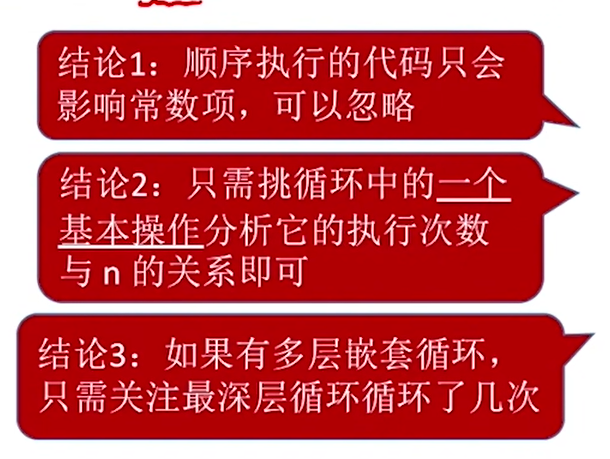 结论1：顺序执行的代码只会
影响常数项，可以忽略
结论2：只需挑循环中的一个
基本操作分析它的执行次数
与 n 的关系即可
结论3：如果有多层嵌套循环，
只需关注最深层循环循环了几次